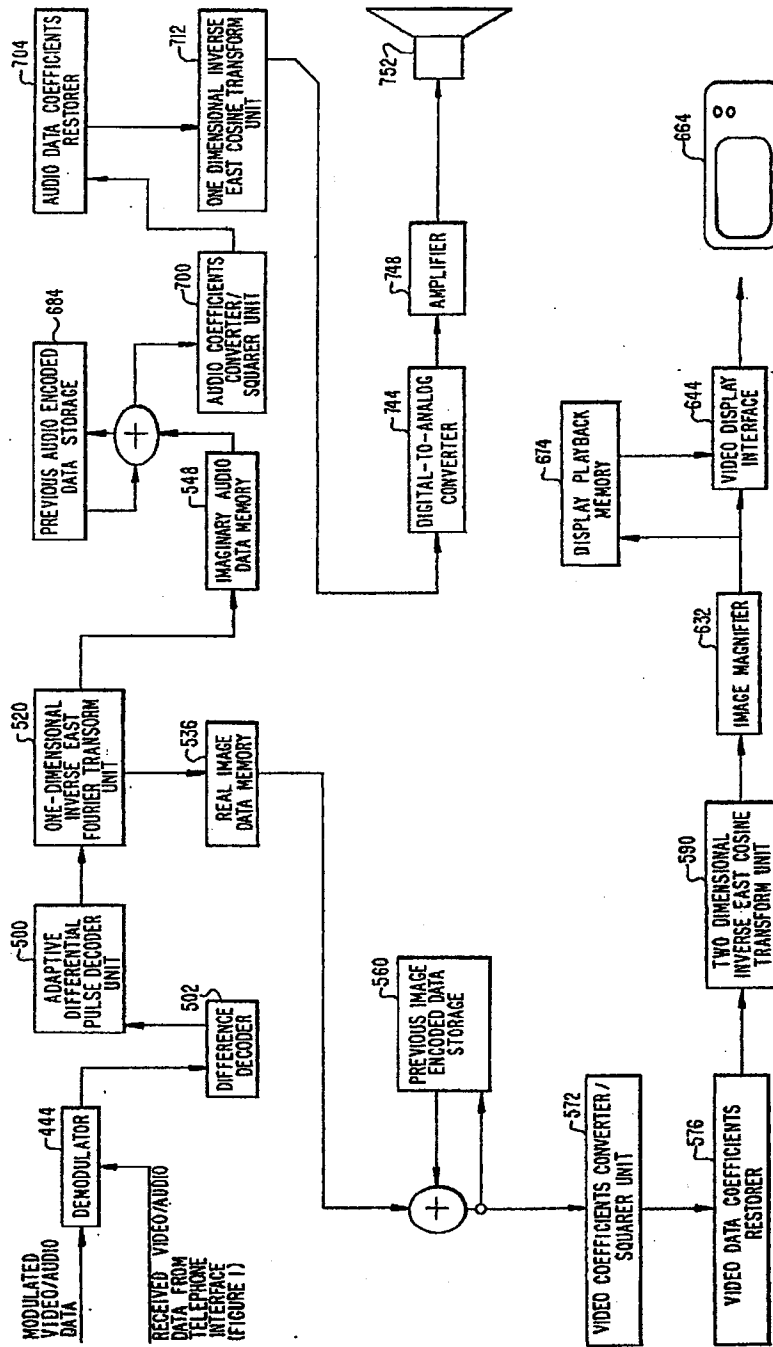 MODULATED
VIDEO/AUDIO
DATA
RECEIVED VIDEO/AUDIO
DATA FROM
TELEPHONE
INTERFACE
(FIGURE 1)
444
DEMODULATOR
502
DIFFERENCE
DECODER
500
ADAPTIVE
DIFFERENTIAL
PULSE DECODER
UNIT
520
ONE-DIMENSIONAL
INVERSE EAST
FOURIER TRANSORM
UNIT
536
REAL IMAGE
DATA MEMORY
548
IMAGINARY AUDIO
DATA MEMORY
684
PREVIOUS AUDIO ENCODED
DATA STORAGE
+
700
AUDIO COEFFICIENTS
CONVERTER/
SQUARER UNIT
704
AUDIO DATA COEFFICIENTS
RESTORER
712
ONE DIMENSIONAL INVERSE
EAST COSINE TRANSFORM
UNIT
744
DIGITAL-TO-ANALOG
CONVERTER
748
AMPLIFIER
752
560
PREVIOUS IMAGE
ENCODED DATA
STORAGE
+
572
VIDEO COEFFICIENTS CONVERTER/
SQUARER UNIT
576
VIDEO DATA COEFFICIENTS
RESTORER
590
TWO DIMENSIONAL
INVERSE EAST COSINE
TRANSFORM UNIT
632
IMAGE MAGNIFIER
674
DISPLAY PLAYBACK
MEMORY
644
VIDEO DISPLAY
INTERFACE
664